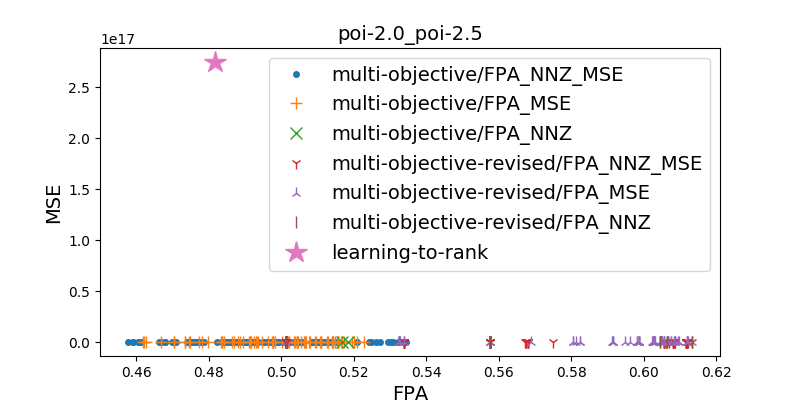 poi-2.0_poi-2.5
1e17
2.5
2.0
1.5
1.0
0.5
0.0
MSE
multi-objective/FPA_NNZ_MSE
multi-objective/FPA_MSE
multi-objective/FPA_NNZ
multi-objective-revised/FPA_NNZ_MSE
multi-objective-revised/FPA_MSE
multi-objective-revised/FPA_NNZ
learning-to-rank
0.46 0.48 0.50 0.52 0.54 0.56 0.58 0.60 0.62
FPA